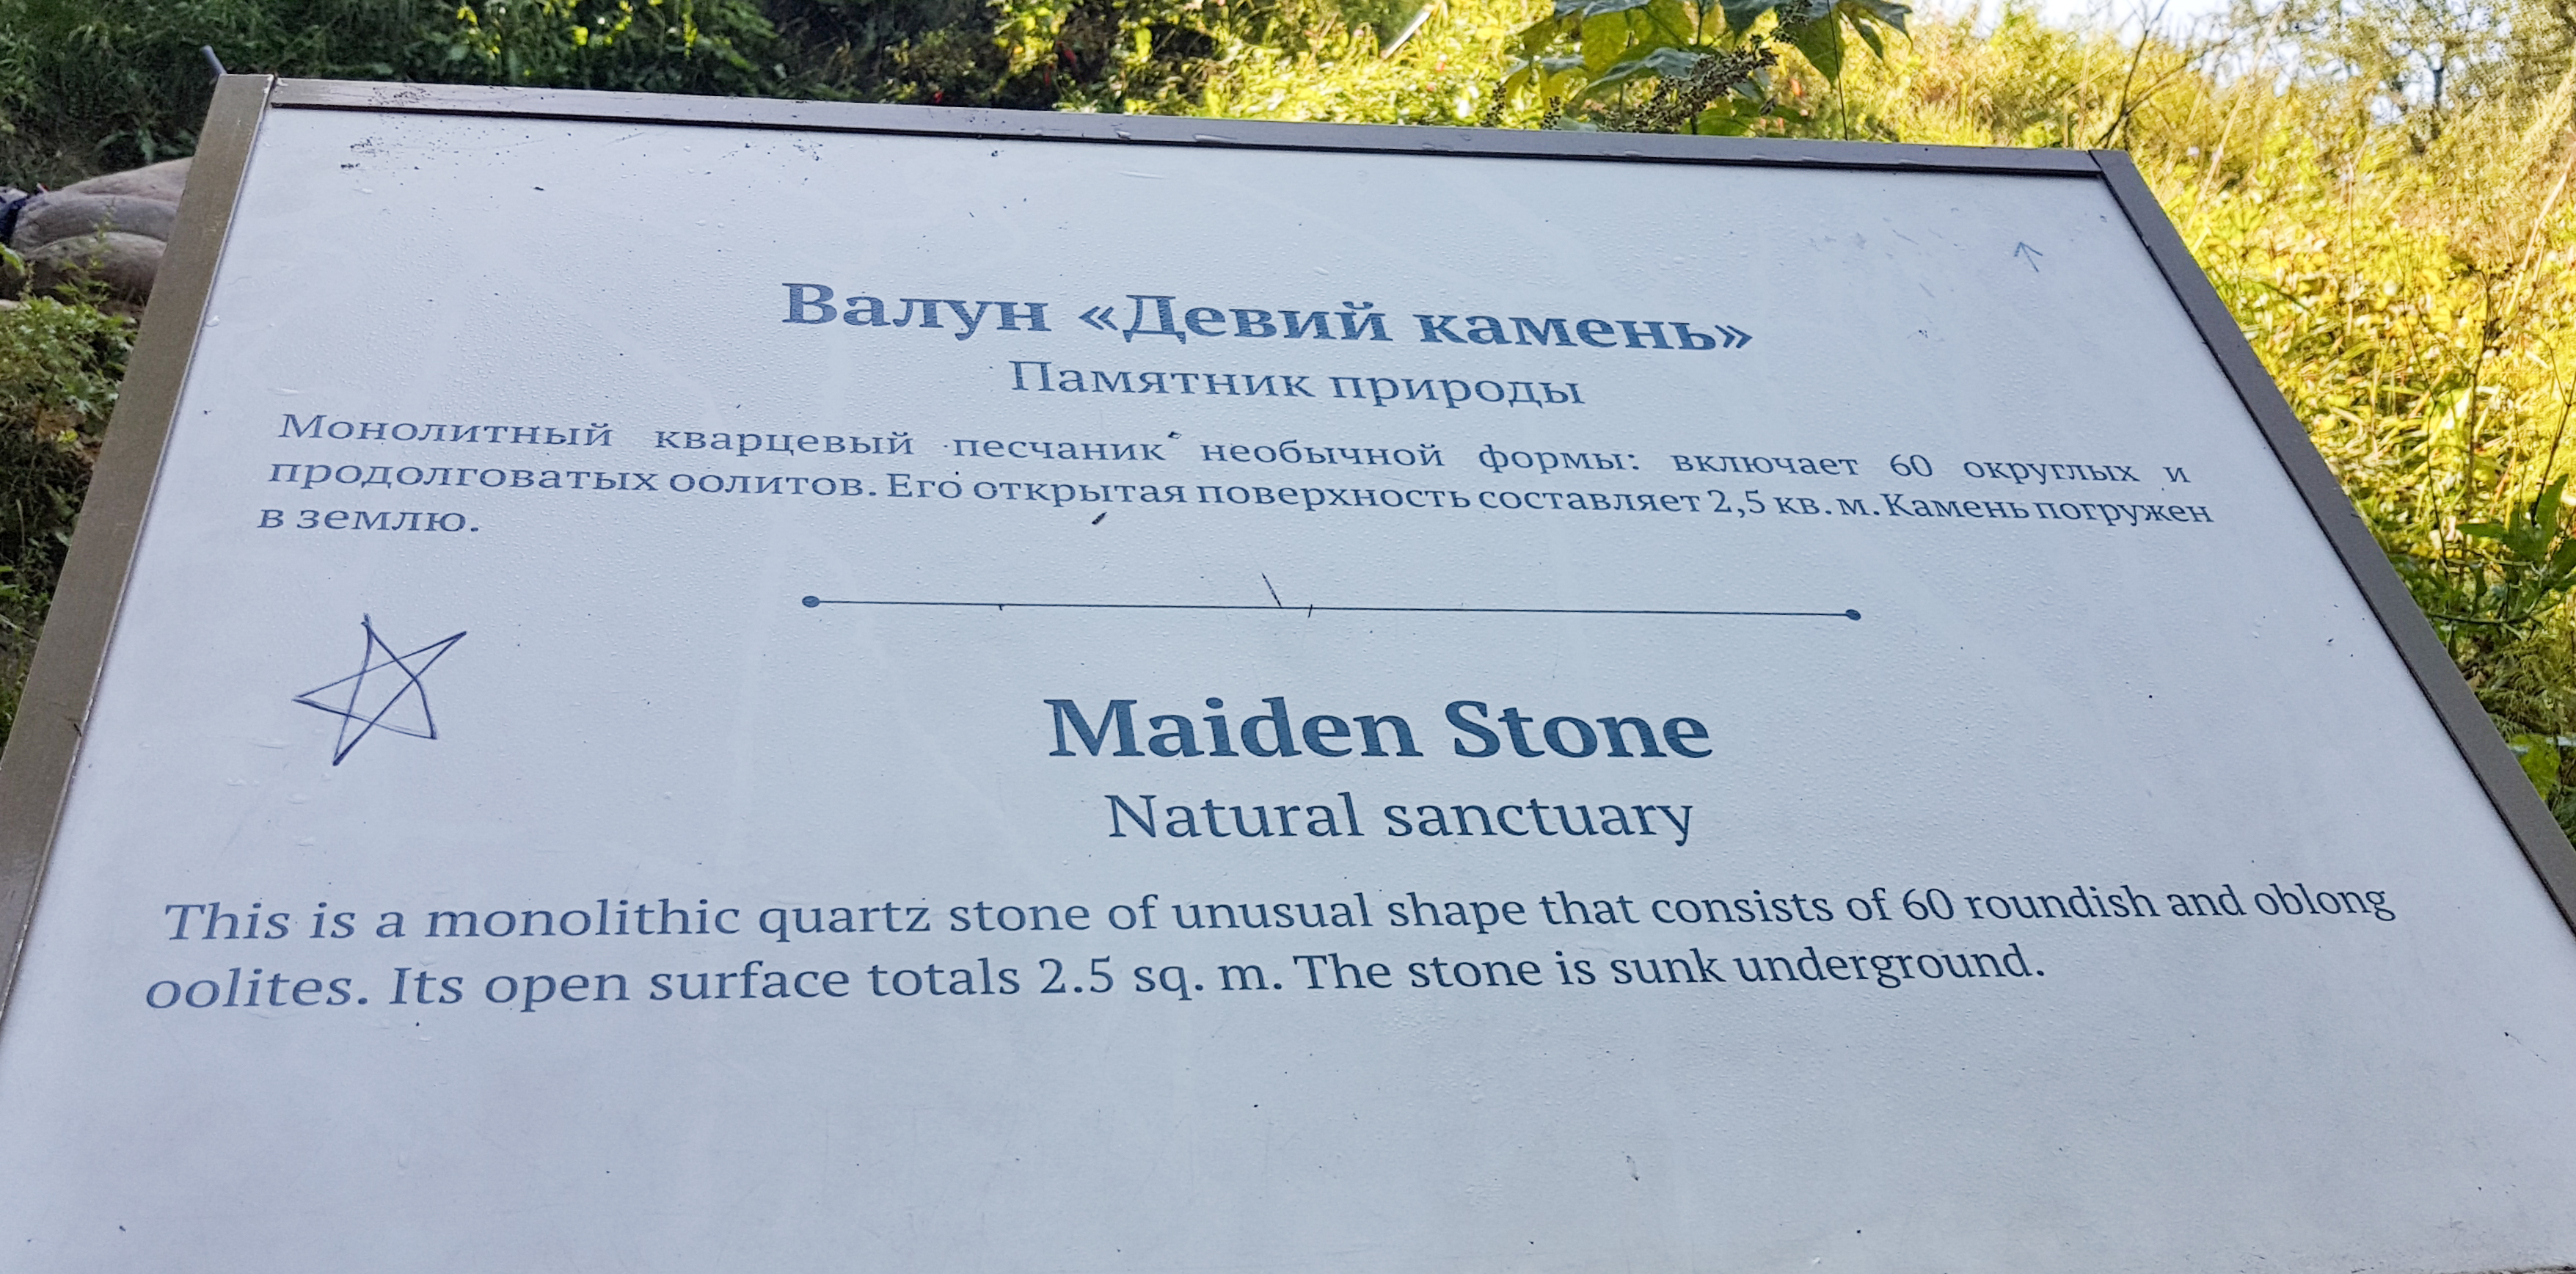 Валун «Девий камень»
Памятник природы
Монолитный кварцевый песчаник необычной формы: включает 60 округлых и
продолговатых оолитов. Его открытая поверхность составляет 2,5 кв. м. Камень погружен
в землю.
Maiden Stone
Natural sanctuary
This is a monolithic quartz stone of unusual shape that consists of 60 roundish and oblong
oolites. Its open surface totals 2.5 sq. m. The stone is sunk underground.